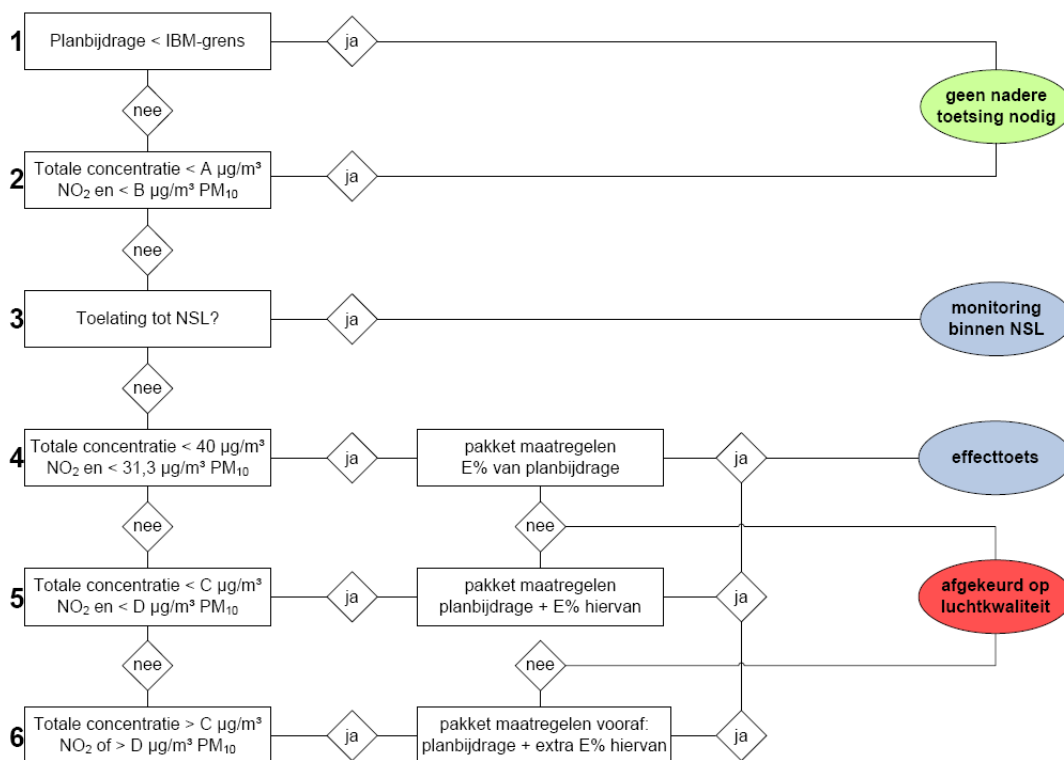 1
Planbijdrage < IBM-grens
ja
nee
geen nadere
toetsing nodig
2
Totale concentratie < A µg/m³
NO₂ en < B µg/m³ PM₁₀
ja
nee
3
Toelating tot NSL?
ja
monitoring
binnen NSL
nee
4
Totale concentratie < 40 µg/m³
NO₂ en < 31,3 µg/m³ PM₁₀
ja
pakket maatregelen
E% van planbijdrage
ja
effecttoets
nee
nee
5
Totale concentratie < C µg/m³
NO₂ en < D µg/m³ PM₁₀
ja
pakket maatregelen
planbijdrage + E% hiervan
ja
afgekeurd op
luchtkwaliteit
nee
nee
6
Totale concentratie > C µg/m³
NO₂ of > D µg/m³ PM₁₀
ja
pakket maatregelen vooraf:
planbijdrage + extra E% hiervan
ja